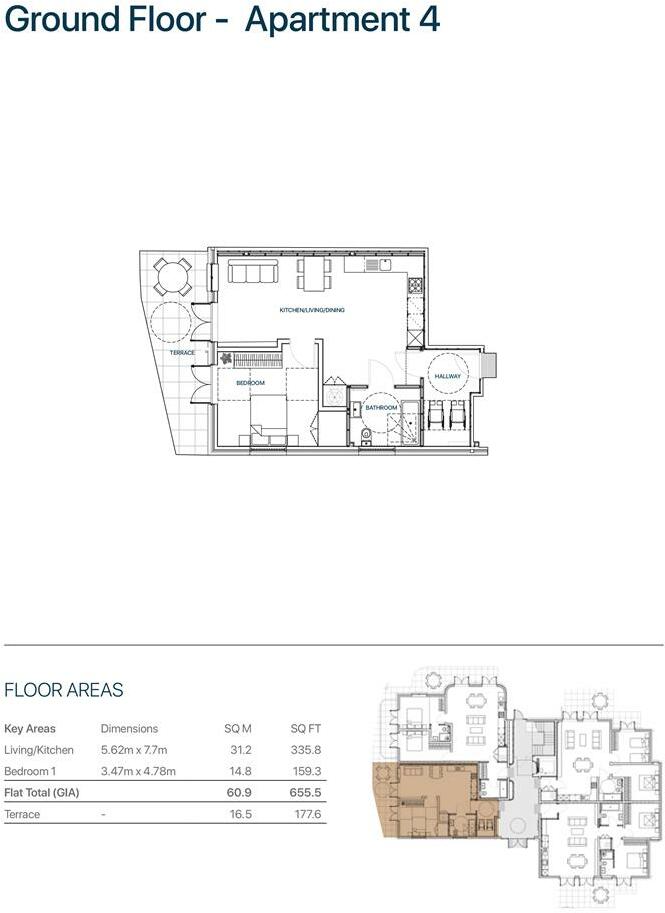 Ground Floor - Apartment 4
KITCHEN/LIVING/DINING
TERRACE
BEDROOM
HALLWAY
BATHROOM
FLOOR AREAS
Key Areas Dimensions SQ M SQ FT
Living/Kitchen 5.62m x 7.7m 31.2 335.8
Bedroom 1 3.47m x 4.78m 14.8 159.3
Flat Total (GIA) 60.9 655.5
Terrace - 16.5 177.6